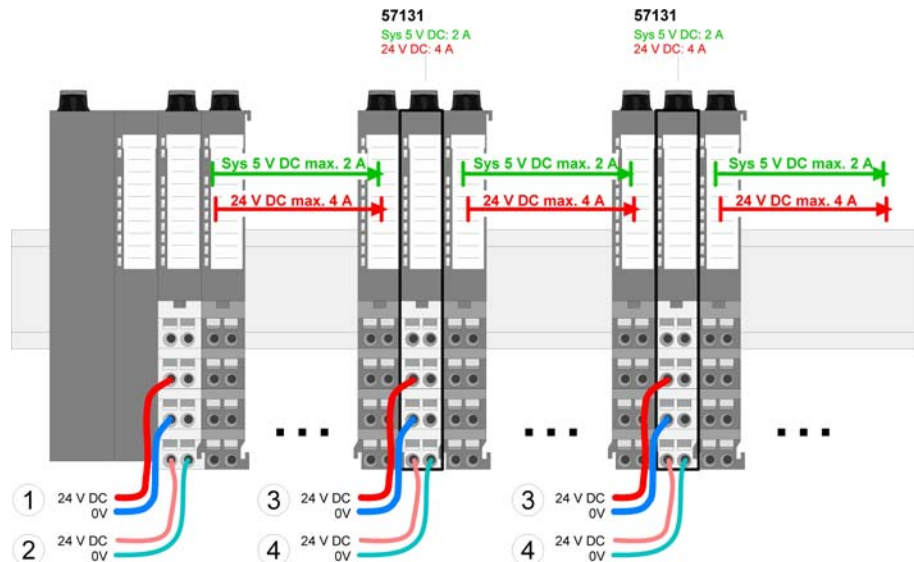 57131
Sys 5 V DC: 2 A
24 V DC: 4 A
57131
Sys 5 V DC: 2 A
24 V DC: 4 A
Sys 5 V DC max. 2 A
Sys 5 V DC max. 2 A
Sys 5 V DC max. 2 A
24 V DC max. 4 A
24 V DC max. 4 A
24 V DC max. 4 A
1
24 V DC
0V
3
24 V DC
0V
3
24 V DC
0V
2
24 V DC
0V
4
24 V DC
0V
4
24 V DC
0V